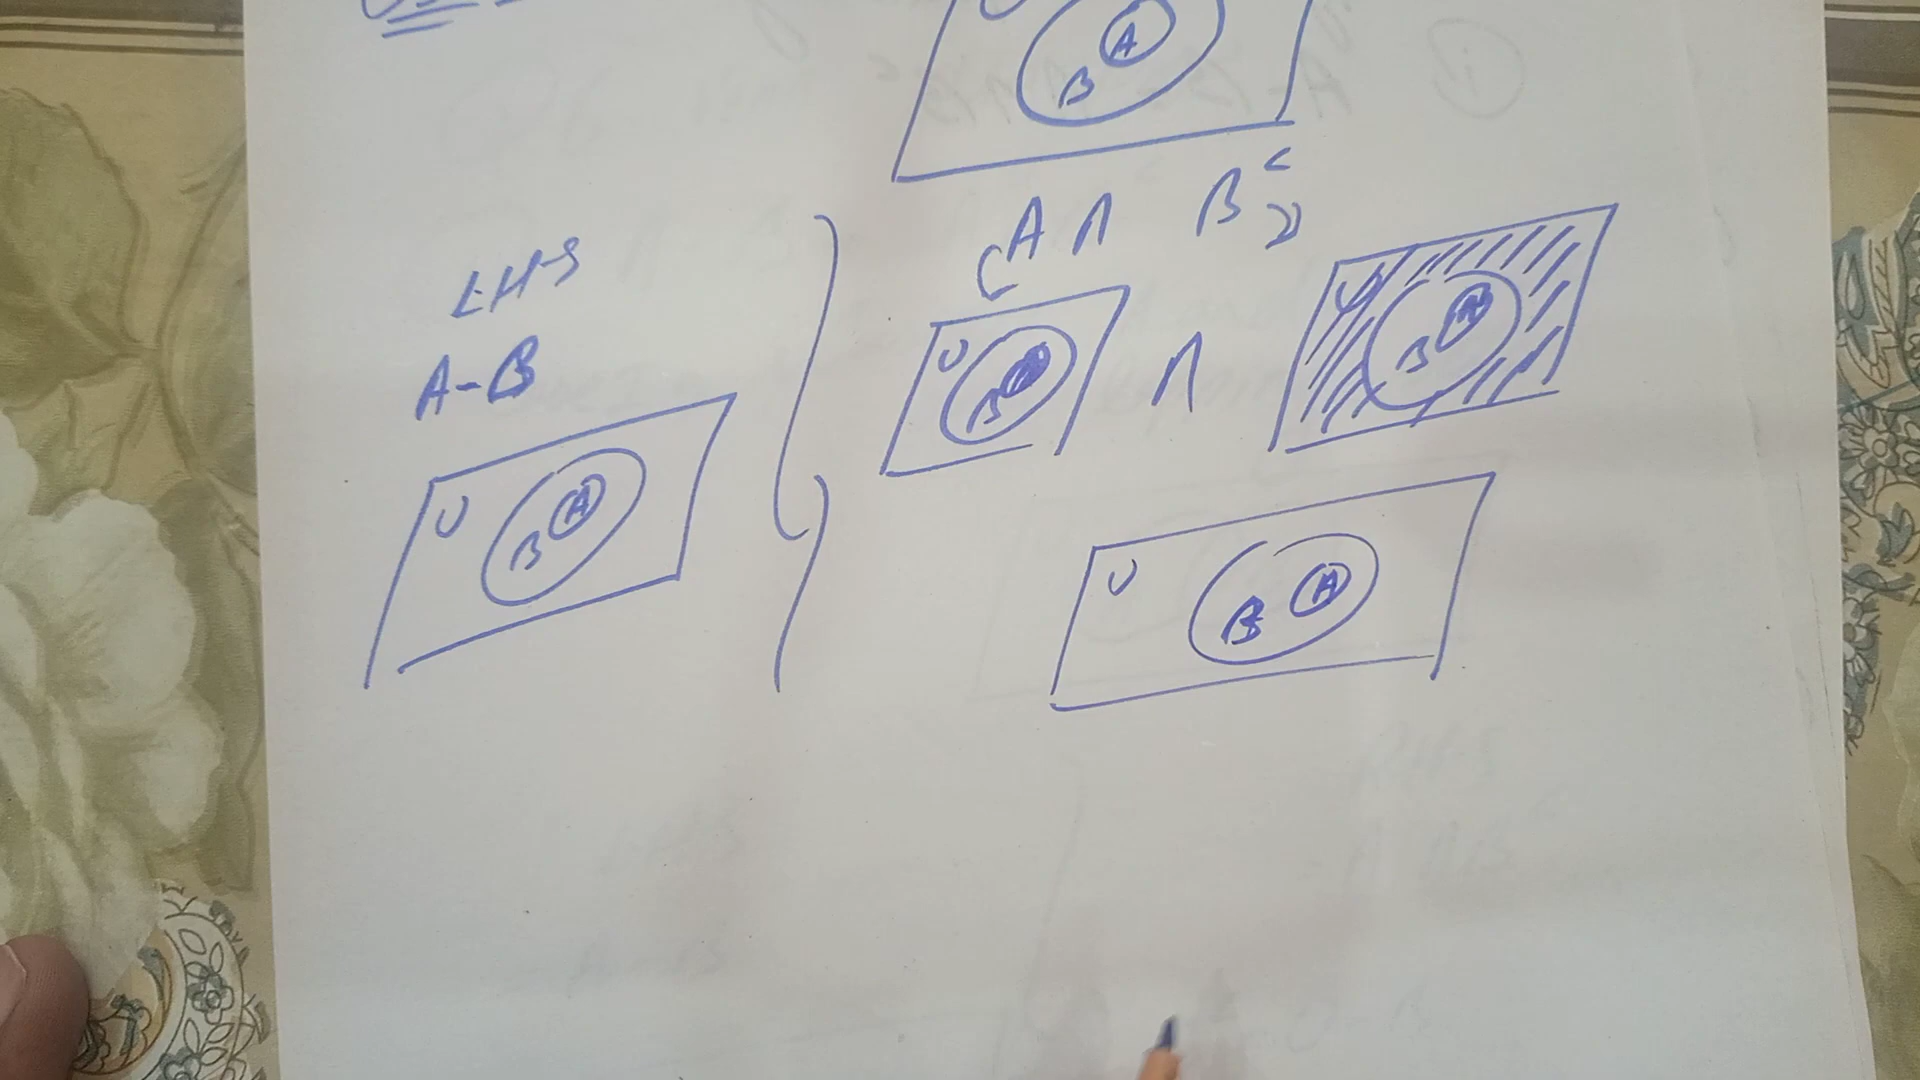 A
B
(A ∩ B^c)
LHS
A-B
U B A ∩ U B A
U B A
U B A